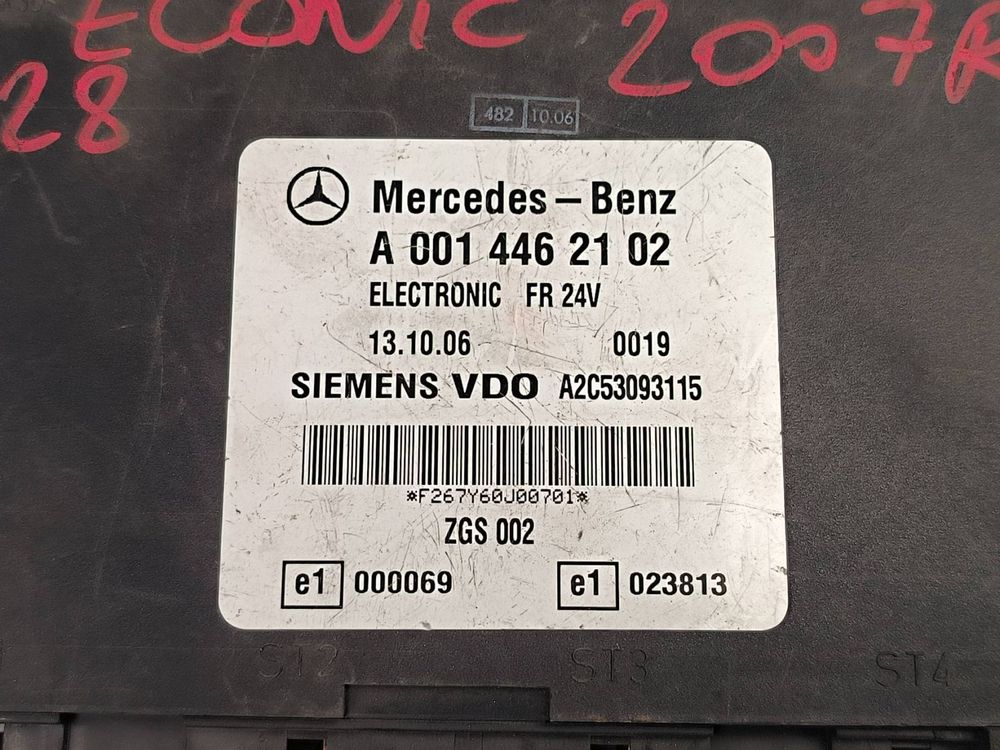 ECONIC 2007R
28
482 10.06
Mercedes – Benz
A 001 446 21 02
ELECTRONIC FR 24V
13.10.06 0019
SIEMENS VDO A2C53093115
*F267Y60J00701*
ZGS 002
e1 000069 e1 023813
ST2 ST3 ST4